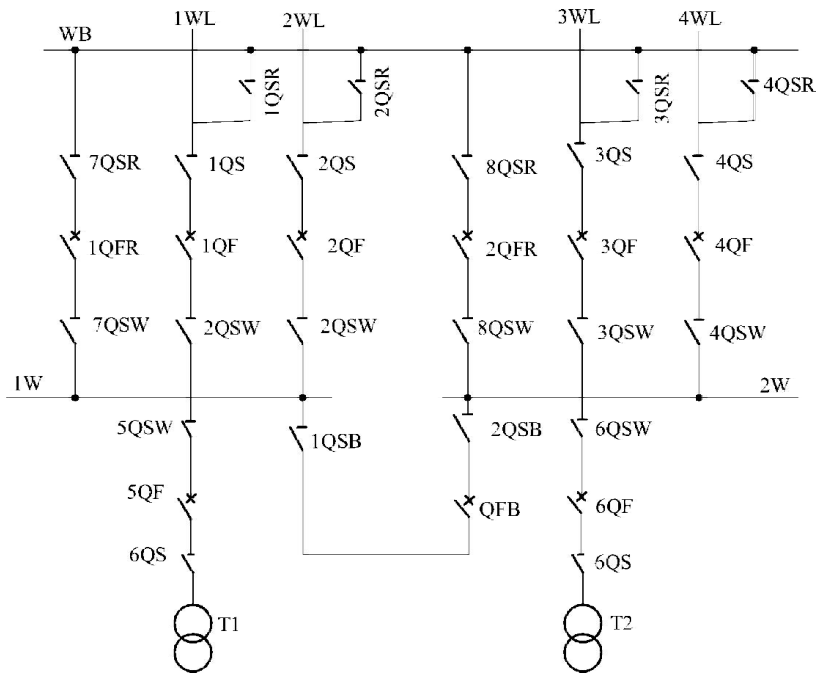 1WL
2WL
3WL
4WL
WB
1QSR
2QSR
3QSR
4QSR
7QSR
1QS
2QS
8QSR
3QS
4QS
1QFR
1QF
2QF
2QFR
3QF
4QF
7QSW
2QSW
2QSW
8QSW
3QSW
4QSW
1W
2W
5QSW
1QSB
2QSB
6QSW
5QF
QFB
6QF
6QS
6QS
T1
T2